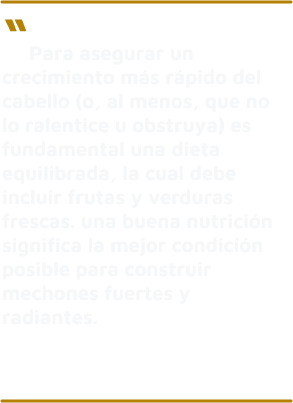 "
Para asegurar un
crecimiento más rápido del
cabello (o, al menos, que no
lo ralentice u obstruya) es
fundamental una dieta
equilibrada, la cual debe
incluir frutas y verduras
frescas. una buena nutrición
significa la mejor condición
posible para construir
mechones fuertes y
radiantes.